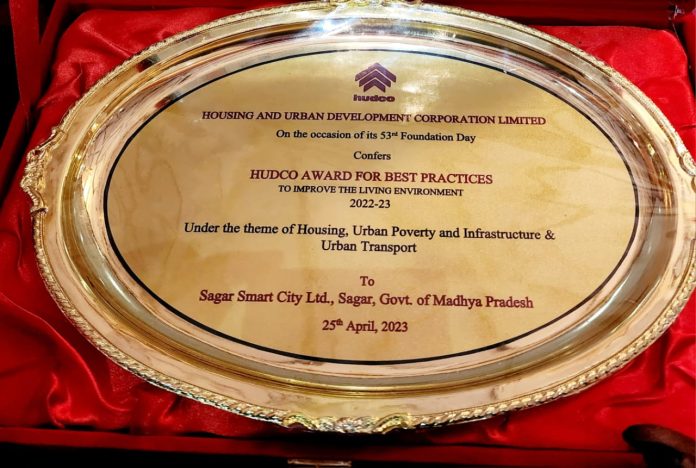 hudco
HOUSING AND URBAN DEVELOPMENT CORPORATION LIMITED
On the occasion of its 53rd Foundation Day
Confers
HUDCO AWARD FOR BEST PRACTICES
TO IMPROVE THE LIVING ENVIRONMENT
2022-23
Under the theme of Housing, Urban Poverty and Infrastructure &
Urban Transport
To
Sagar Smart City Ltd., Sagar, Govt. of Madhya Pradesh
25th April, 2023